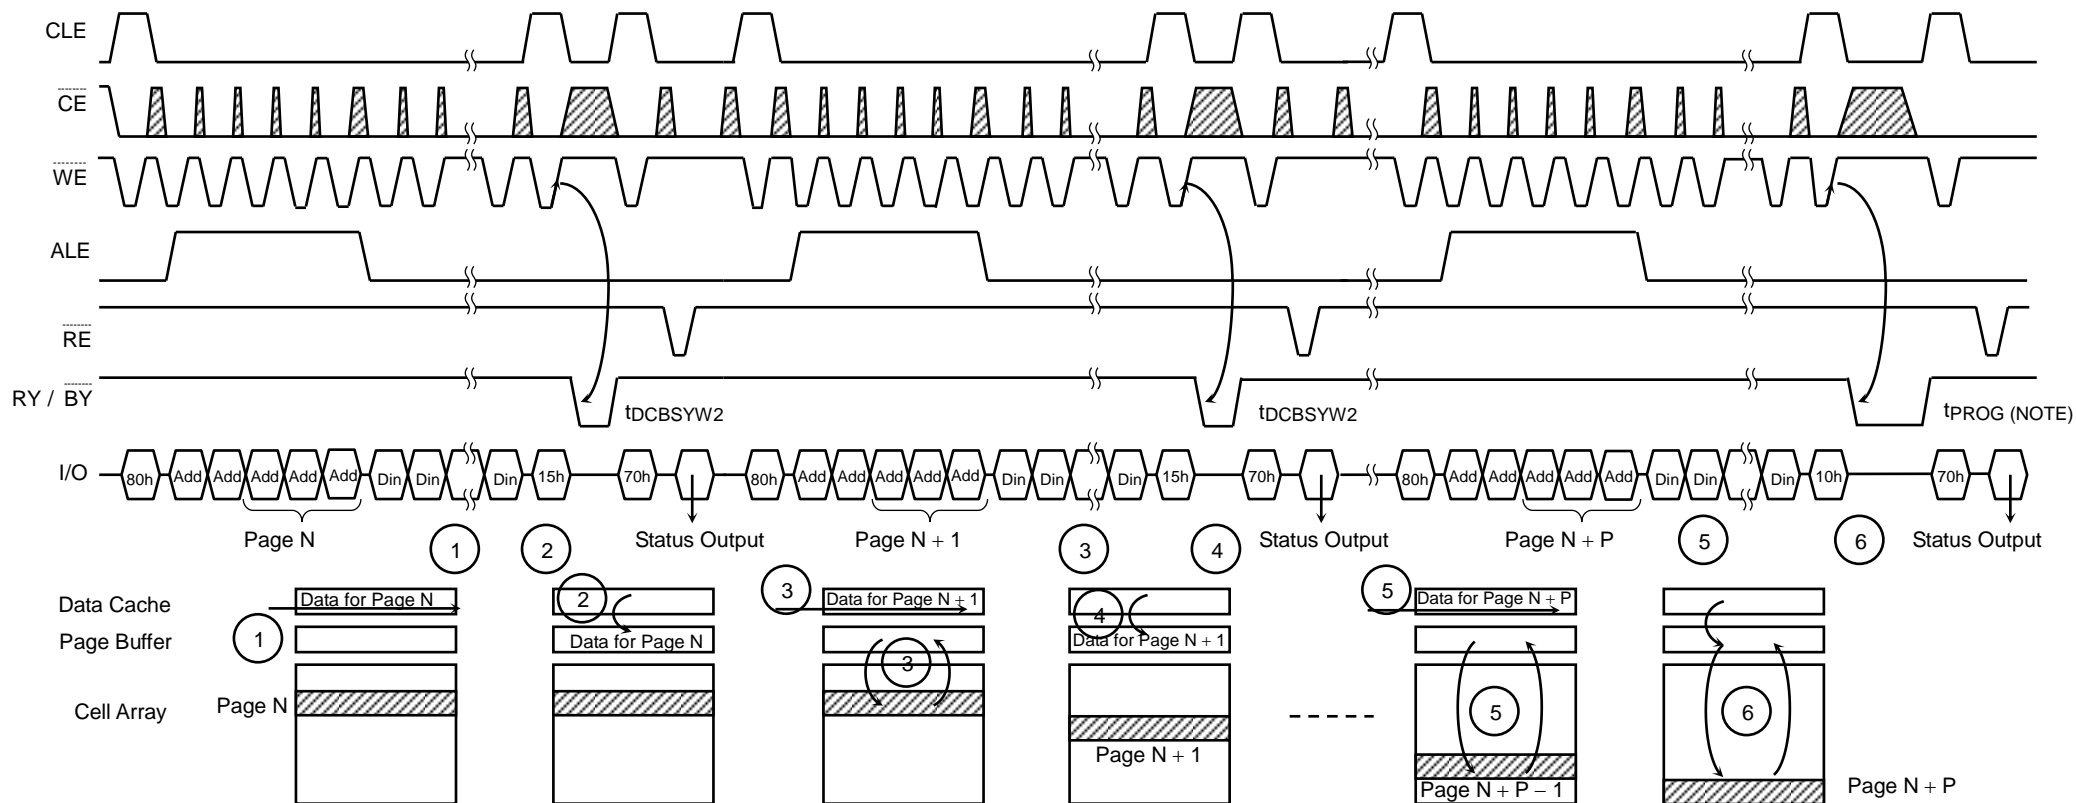 CLE
CE
WE
ALE
RE
RY / BY
tDCBSYW2 tDCBSYW2 tPROG (NOTE)
I/O 80h Add Add Add Add Add Din Din Din 15h 70h 80h Add Add Add Add Add Din Din Din 15h 70h 80h Add Add Add Add Add Din Din Din 10h 70h
Page N 1 2 Status Output Page N + 1 3 4 Status Output Page N + P 5 6 Status Output
Data Cache Data for Page N 2 3 Data for Page N + 1 4 5 Data for Page N + P
Page Buffer 1 Data for Page N 3 Data for Page N + 1
Cell Array Page N 5 6
Page N + 1
Page N + P − 1 Page N + P